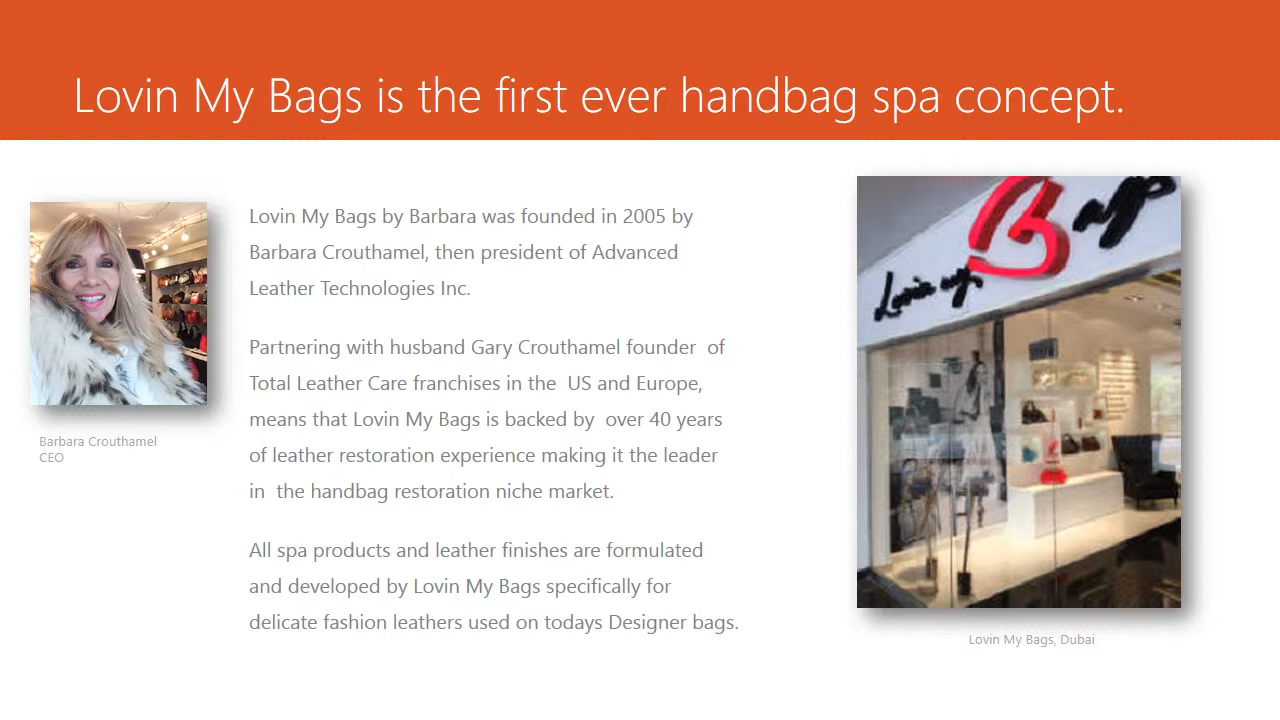 Lovin My Bags is the first ever handbag spa concept.
Lovin My Bags by Barbara was founded in 2005 by
Barbara Crouthamel, then president of Advanced
Leather Technologies Inc.
Partnering with husband Gary Crouthamel founder  of
Total Leather Care franchises in the  US and Europe,
means that Lovin My Bags is backed by  over 40 years
of leather restoration experience making it the leader
in  the handbag restoration niche market.
All spa products and leather finishes are formulated
and developed by Lovin My Bags specifically for
delicate fashion leathers used on todays Designer bags.
Barbara Crouthamel
CEO
Lovin my Bags
Lovin My Bags, Dubai